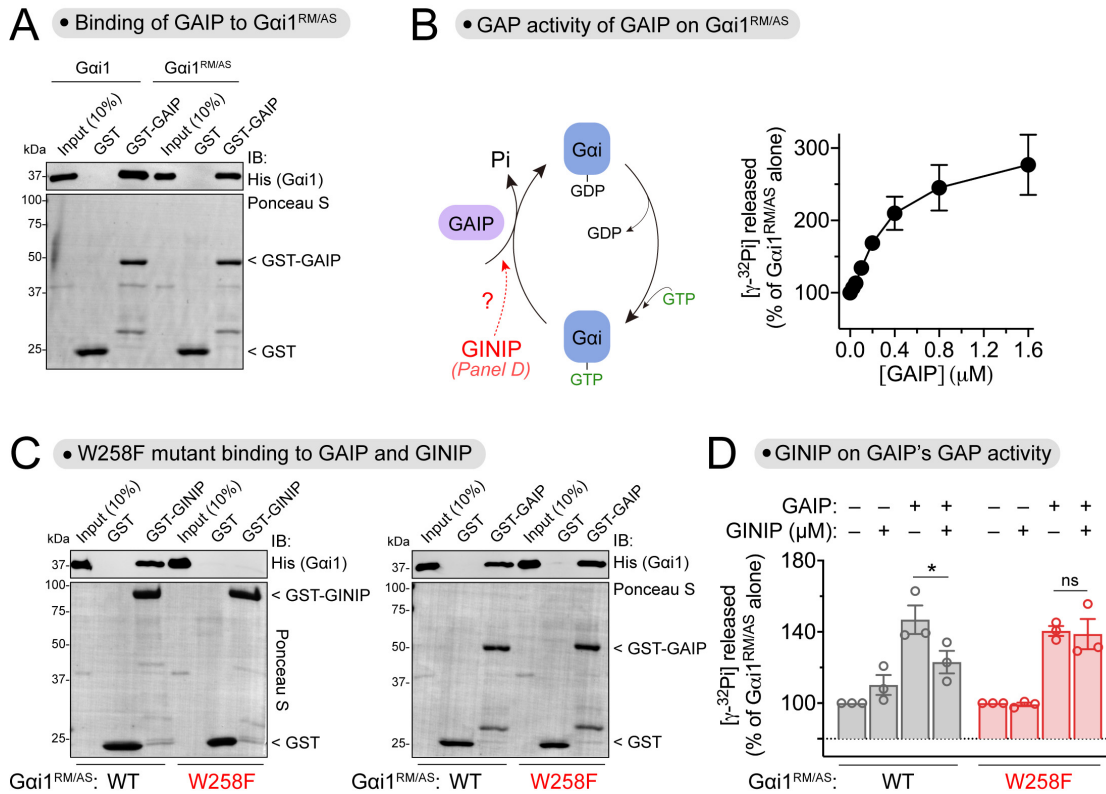 A • Binding of GAIP to Gαi1RM/AS
Gαi1 Gαi1RM/AS
Input (10%) GST GST-GAIP Input (10%) GST GST-GAIP
kDa IB:
37- His (Gαi1)
100- Ponceau S
75-
50- < GST-GAIP
37-
25- < GST
B • GAP activity of GAIP on Gαi1RM/AS
Pi Gαi
GDP
GAIP GDP
? GTP
GINIP Gαi
(Panel D) GTP
[γ-32Pi] released
(% of Gαi1RM/AS alone)
300
250
200
150
100
0.0 0.4 0.8 1.2 1.6
[GAIP] (μM)
C • W258F mutant binding to GAIP and GINIP
Input (10%) GST GST-GINIP Input (10%) GST GST-GINIP
kDa IB:
37- His (Gαi1)
100- < GST-GINIP
75-
50- Ponceau S
37-
25- < GST
Gαi1RM/AS: WT W258F
Input (10%) GST GST-GAIP Input (10%) GST GST-GAIP
kDa IB:
37- His (Gαi1)
100- Ponceau S
75-
50- < GST-GAIP
37-
25- < GST
Gαi1RM/AS: WT W258F
D • GINIP on GAIP's GAP activity
GAIP: – – + + – – + +
GINIP (μM): – + – + – + – +
[γ-32Pi] released
(% of Gαi1RM/AS alone)
180
140
100
* ns
Gαi1RM/AS: WT W258F